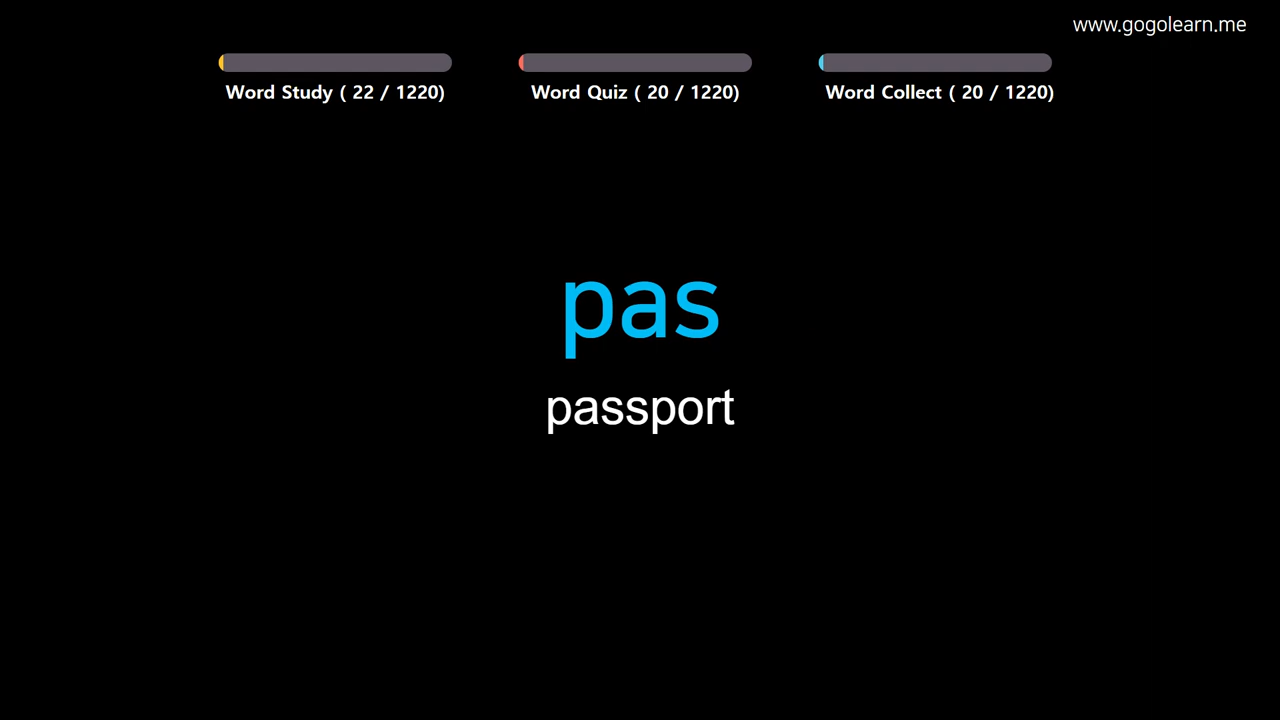 www.gogolearn.me
Word Study ( 22 / 1220)
Word Quiz ( 20 / 1220)
Word Collect ( 20 / 1220)
pas
passport